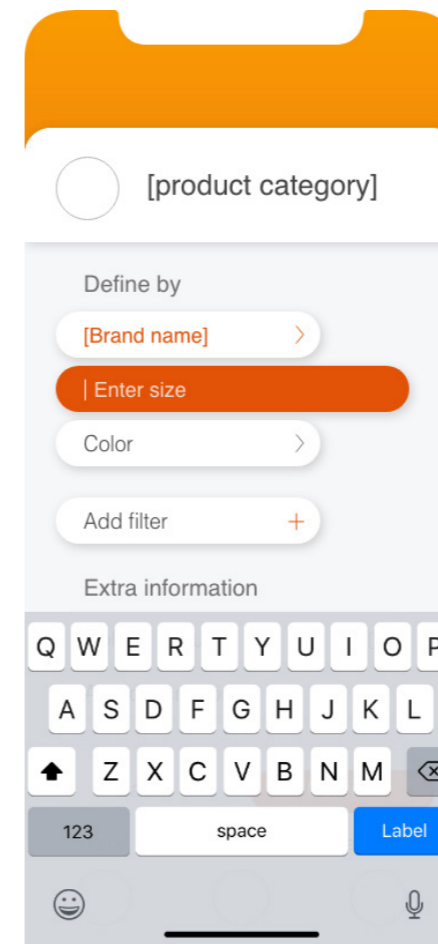 [product category]
Define by
[Brand name]
| Enter size
Color
Add filter
Extra information
Q W E R T Y U I O P
A S D F G H J K L
Z X C V B N M
123 space Label